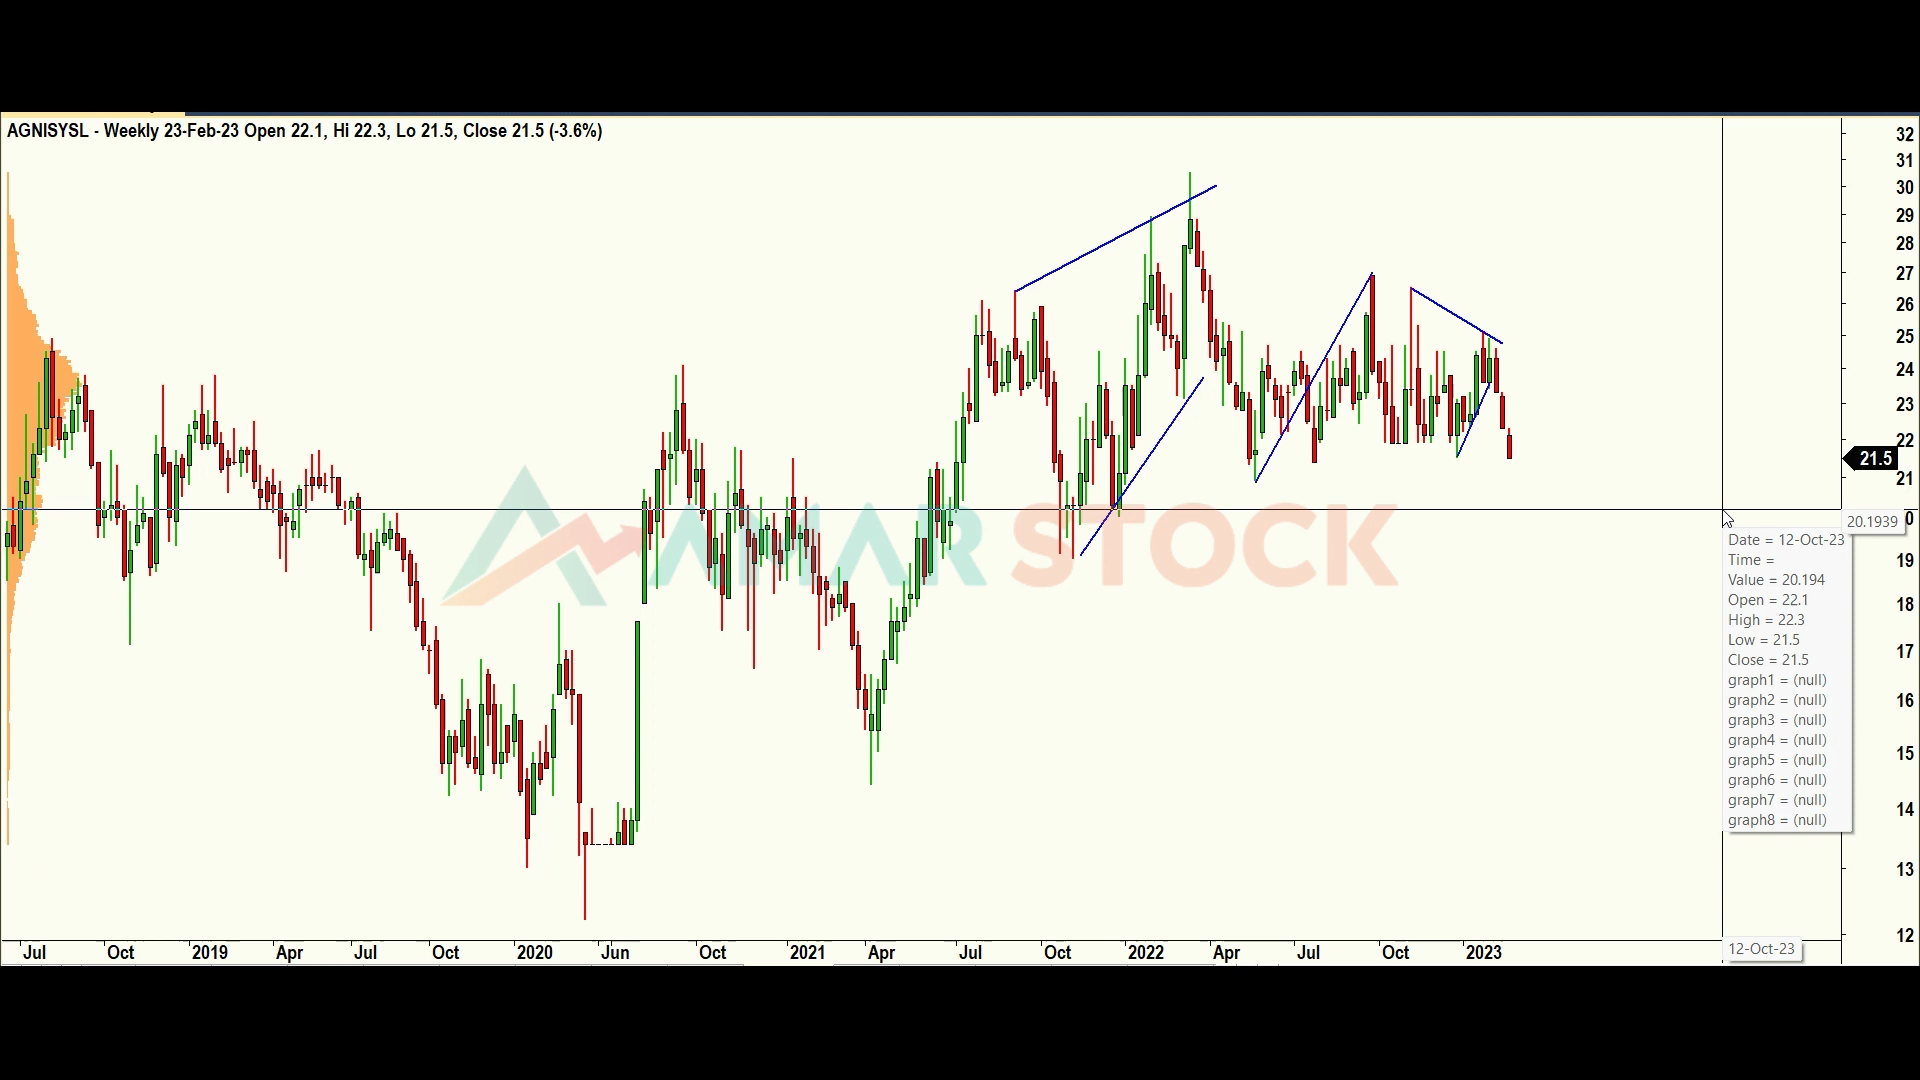 AGNISYSL - Weekly 23-Feb-23 Open 22.1, Hi 22.3, Lo 21.5, Close 21.5 (-3.6%)
32
31
30
29
28
27
26
25
24
23
22
21.5
21
0
20.1939
19
18
17
16
15
14
13
12
AMAR STOCK
Date = 12-Oct-23
Time =
Value = 20.194
Open = 22.1
High = 22.3
Low = 21.5
Close = 21.5
graph1 = (null)
graph2 = (null)
graph3 = (null)
graph4 = (null)
graph5 = (null)
graph6 = (null)
graph7 = (null)
graph8 = (null)
Jul Oct 2019 Apr Jul Oct 2020 Jun Oct 2021 Apr Jul Oct 2022 Apr Jul Oct 2023 12-Oct-23